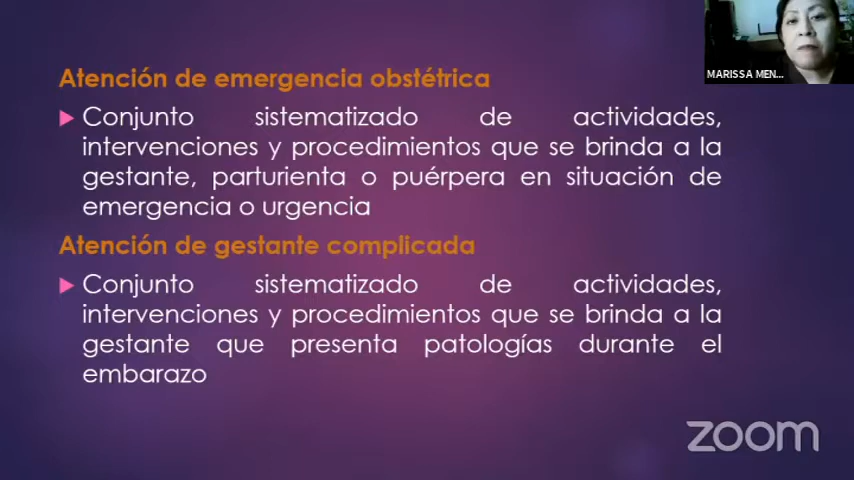 MARISSA MEN...
Atención de emergencia obstétrica
Conjunto sistematizado de actividades,
intervenciones y procedimientos que se brinda a la
gestante, parturienta o puérpera en situación de
emergencia o urgencia
Atención de gestante complicada
Conjunto sistematizado de actividades,
intervenciones y procedimientos que se brinda a la
gestante que presenta patologías durante el
embarazo
zoom